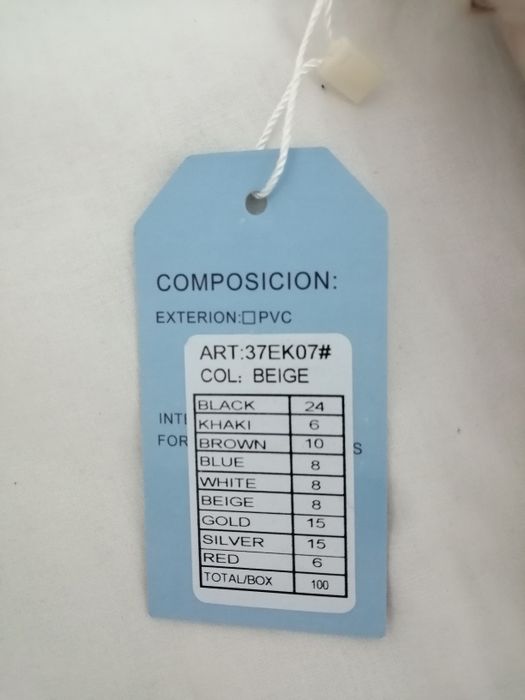 COMPOSICION:
EXTERION:☐PVC
ART:37EK07#
COL: BEIGE
BLACK 24
KHAKI 6
BROWN 10
BLUE 8
WHITE 8
BEIGE 8
GOLD 15
SILVER 15
RED 6
TOTAL/BOX 100